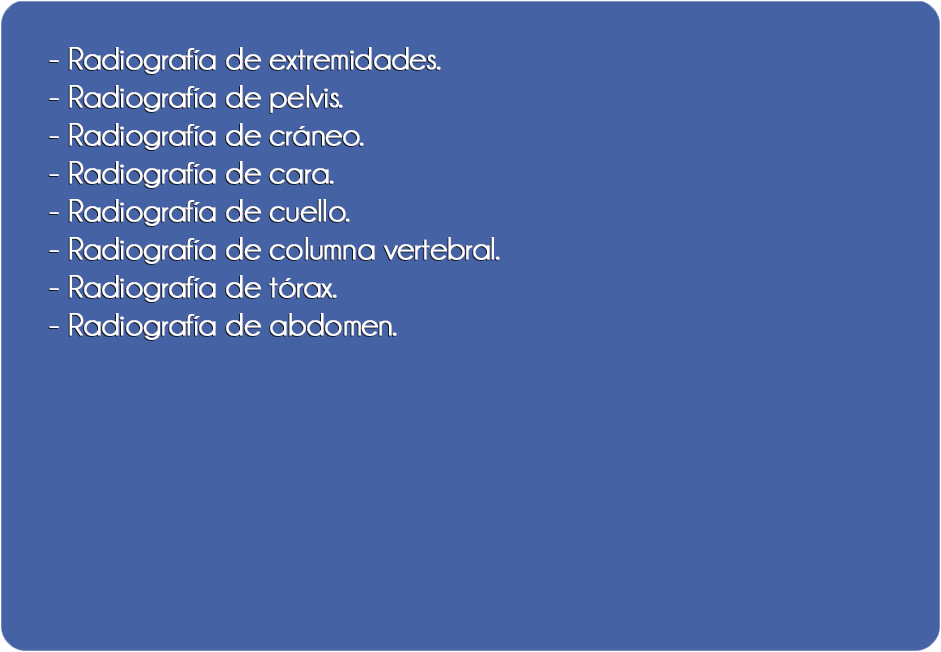 - Radiografía de extremidades.
- Radiografía de pelvis.
- Radiografía de cráneo.
- Radiografía de cara.
- Radiografía de cuello.
- Radiografía de columna vertebral.
- Radiografía de tórax.
- Radiografía de abdomen.